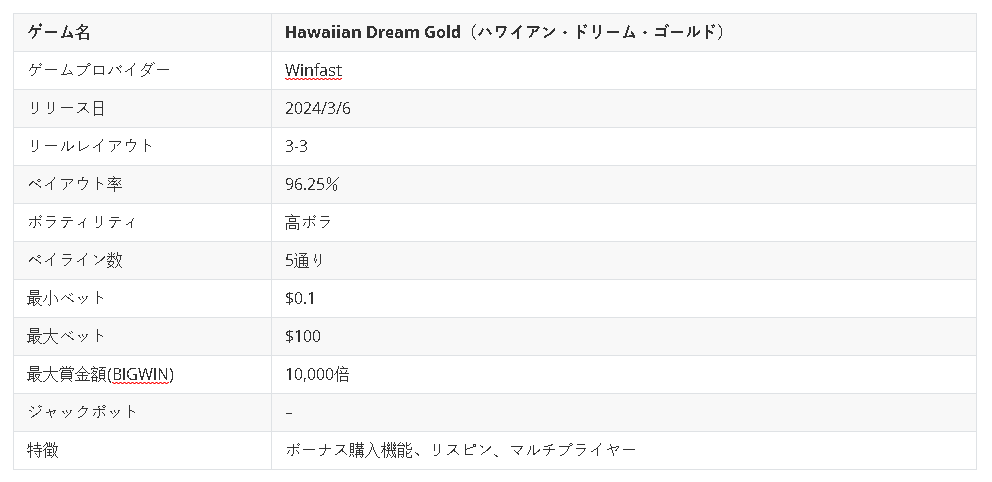 ゲーム名 Hawaiian Dream Gold（ハワイアン・ドリーム・ゴールド）
ゲームプロバイダー Winfast
リリース日 2024/3/6
リールレイアウト 3-3
ペイアウト率 96.25%
ボラティリティ 高ボラ
ペイライン数 5通り
最小ベット $0.1
最大ベット $100
最大賞金額(BIGWIN) 10,000倍
ジャックポット –
特徴 ボーナス購入機能、リスピン、マルチプライヤー